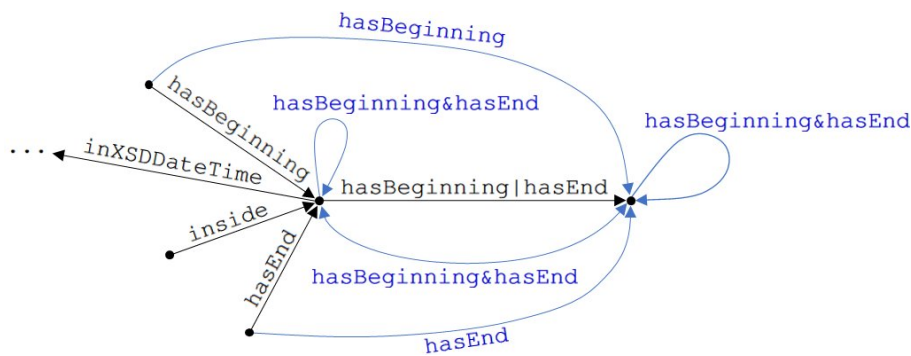 hasBeginning
hasBeginning
hasBeginning&hasEnd
hasBeginning&hasEnd
...
inXSDDateTime
hasBeginning|hasEnd
inside
hasEnd
hasBeginning&hasEnd
hasEnd